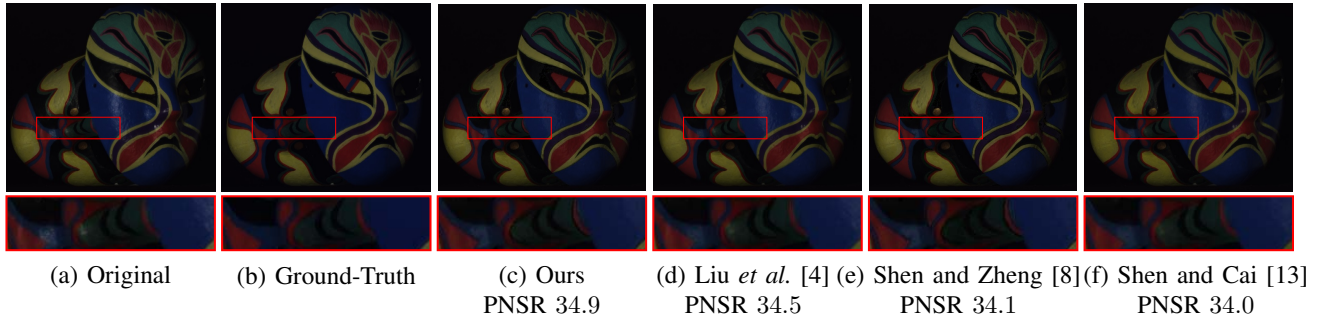 (a) Original (b) Ground-Truth (c) Ours (d) Liu et al. [4] (e) Shen and Zheng [8] (f) Shen and Cai [13]
PNSR 34.9 PNSR 34.5 PNSR 34.1 PNSR 34.0